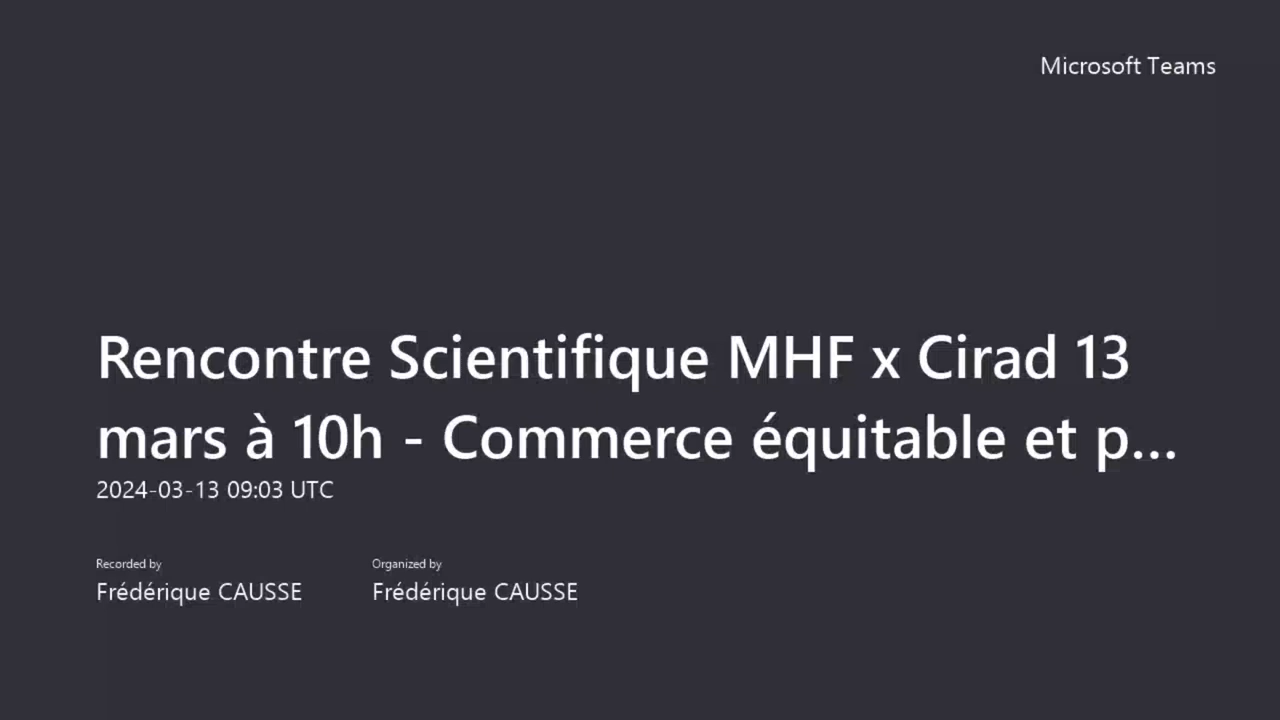 Microsoft Teams
Rencontre Scientifique MHF x Cirad 13
mars à 10h - Commerce équitable et p...
2024-03-13 09:03 UTC
Recorded by
Organized by
Frédérique CAUSSE
Frédérique CAUSSE